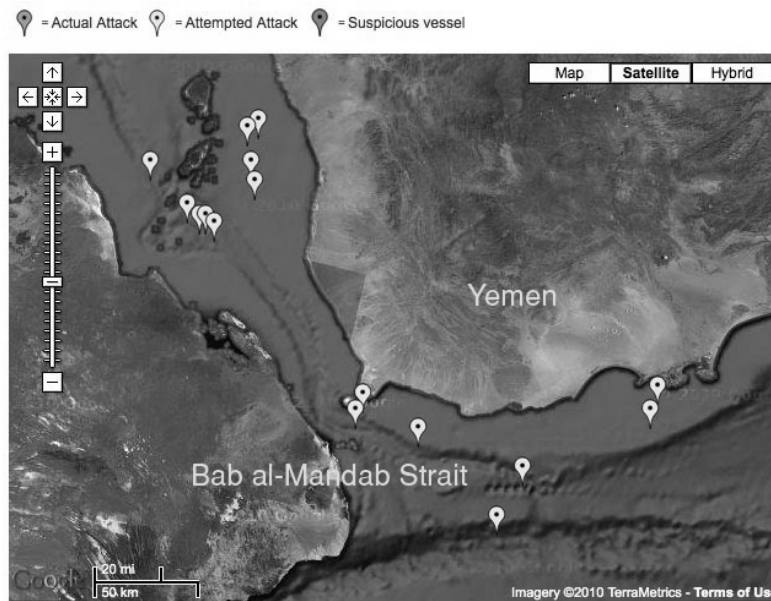 = Actual Attack = Attempted Attack = Suspicious vessel
Map Satellite Hybrid
Yemen
Bab al-Mandab Strait
20 mi
50 km
Imagery ©2010 TerraMetrics - Terms of Us